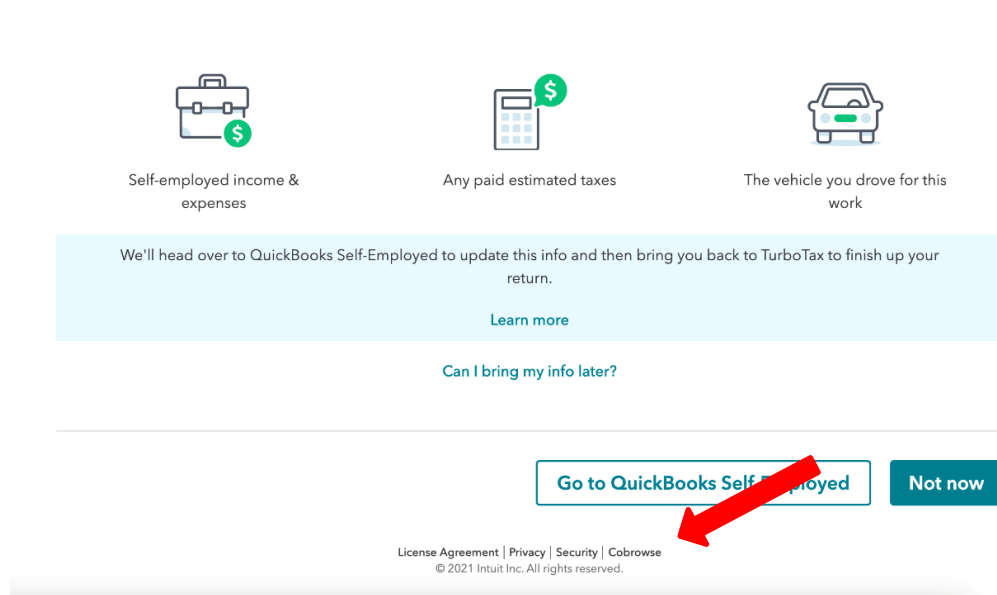 $
$
Self-employed income &
expenses
Any paid estimated taxes
The vehicle you drove for this
work
We'll head over to QuickBooks Self-Employed to update this info and then bring you back to TurboTax to finish up your
return.
Learn more
Can I bring my info later?
Go to QuickBooks Self-Employed
Not now
License Agreement | Privacy | Security | Cobrowse
© 2021 Intuit Inc. All rights reserved.